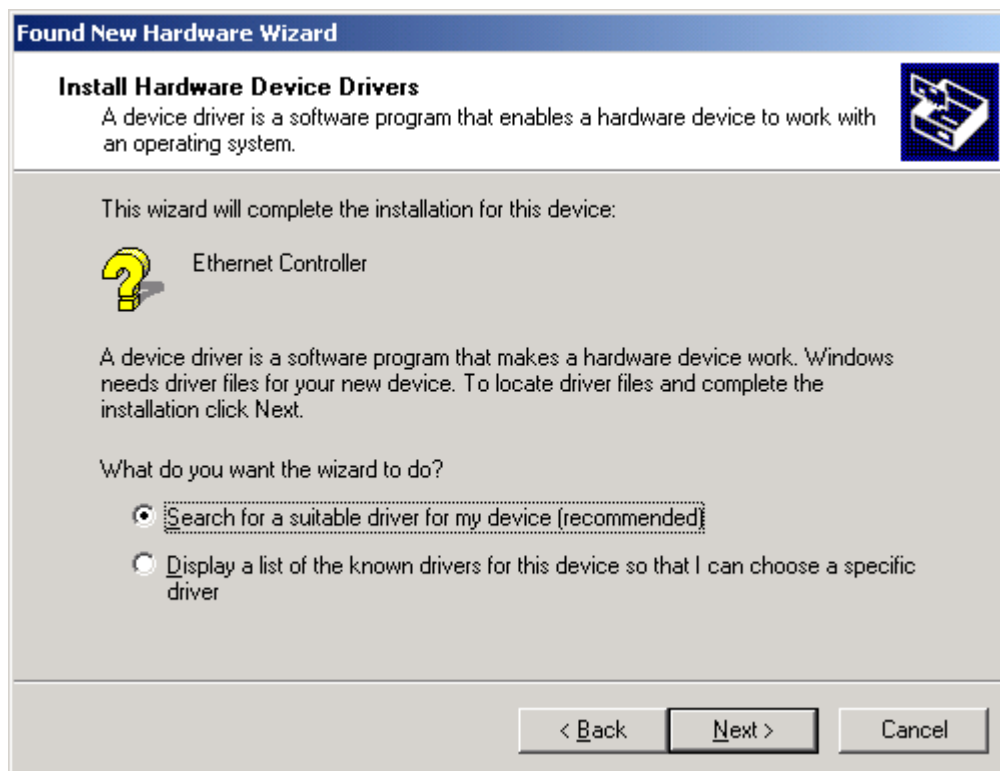 Found New Hardware Wizard
Install Hardware Device Drivers
A device driver is a software program that enables a hardware device to work with
an operating system.
This wizard will complete the installation for this device:
Ethernet Controller
A device driver is a software program that makes a hardware device work. Windows
needs driver files for your new device. To locate driver files and complete the
installation click Next.
What do you want the wizard to do?
Search for a suitable driver for my device (recommended)
Display a list of the known drivers for this device so that I can choose a specific
driver
< Back
Next >
Cancel